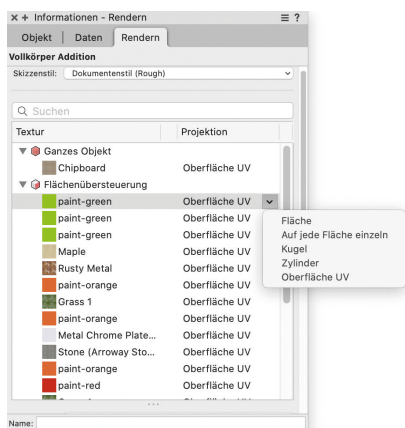 Informationen - Rendern ?
Objekt Daten Rendern
Vollkörper Addition
Skizzenstil: Dokumentenstil (Rough)
Suchen
Textur Projektion
Ganzes Objekt
Chipboard Oberfläche UV
Flächenübersteuerung
paint-green Oberfläche UV
paint-green Oberfläche UV
paint-green Oberfläche UV
Maple Oberfläche UV
Rusty Metal Oberfläche UV
paint-orange Oberfläche UV
Grass 1 Oberfläche UV
paint-orange Oberfläche UV
Metal Chrome Plate... Oberfläche UV
Stone (Arroway Sto... Oberfläche UV
paint-orange Oberfläche UV
paint-red Oberfläche UV
Fläche
Auf jede Fläche einzeln
Kugel
Zylinder
Oberfläche UV
Name: